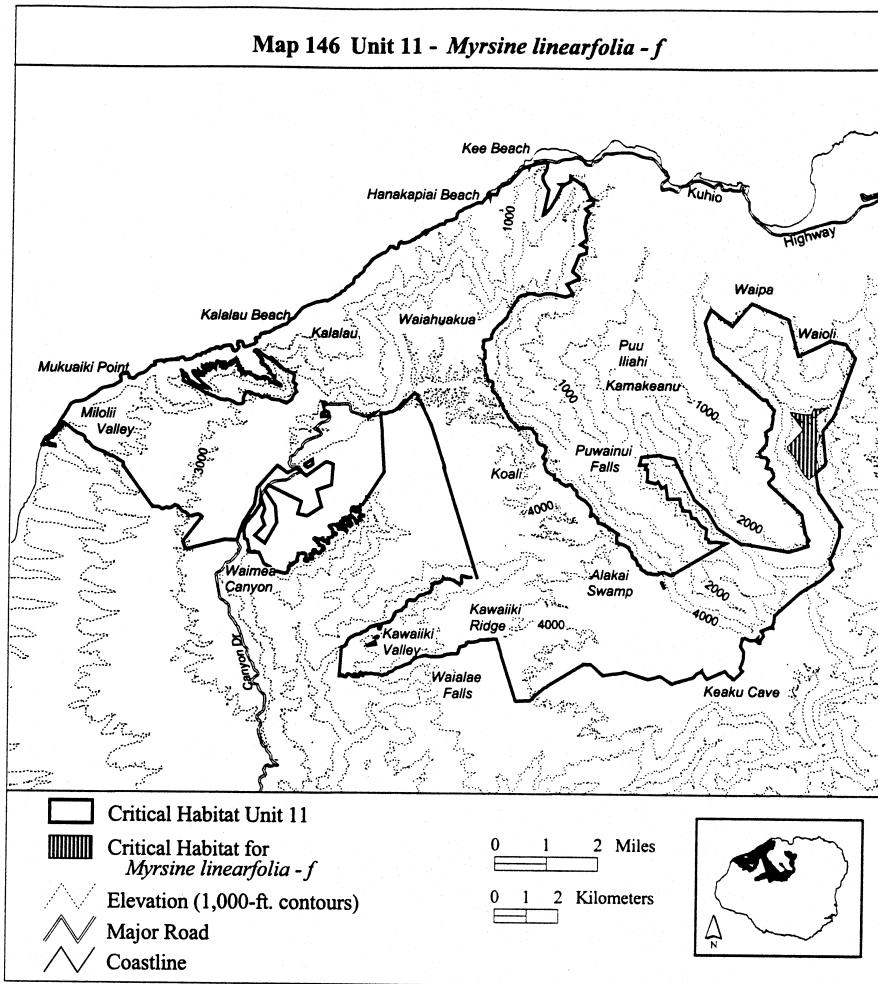 Map 146 Unit 11 - Myrsine linearfolia - f
Kee Beach
Hanakapiai Beach
1000
Kuhio
Highway
Waipa
Kalalau Beach
Kalalau
Waiahuakua
Waioli
Mukuaiki Point
Puu
Iliahi
Kamakeanu
1000
1000
Milolii
Valley
3000
Koali
Puwainui
Falls
4000
2000
Waimea
Canyon
Alakai
Swamp
2000
4000
Kawaiiki
Ridge
4000
Kawaiiki
Valley
Canyon Dr.
Waialae
Falls
Keaku Cave
Critical Habitat Unit 11
Critical Habitat for
Myrsine linearfolia - f
Elevation (1,000-ft. contours)
Major Road
Coastline
0 1 2 Miles
0 1 2 Kilometers
N